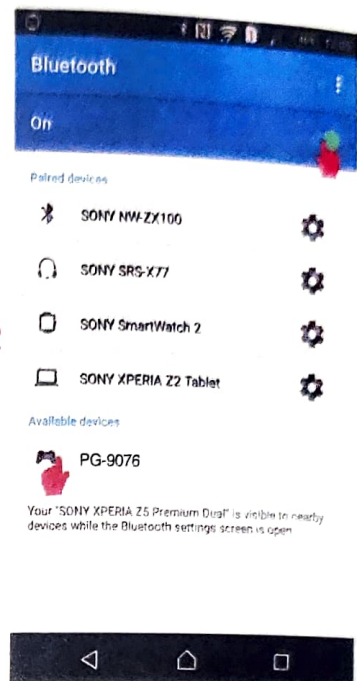 Bluetooth
On
Paired devices
SONY NW-ZX100
SONY SRS-X77
SONY SmartWatch 2
SONY XPERIA Z2 Tablet
Available devices
PG-9076
Your "SONY XPERIA Z5 Premium Dual" is visible to nearby
devices while the Bluetooth settings screen is open